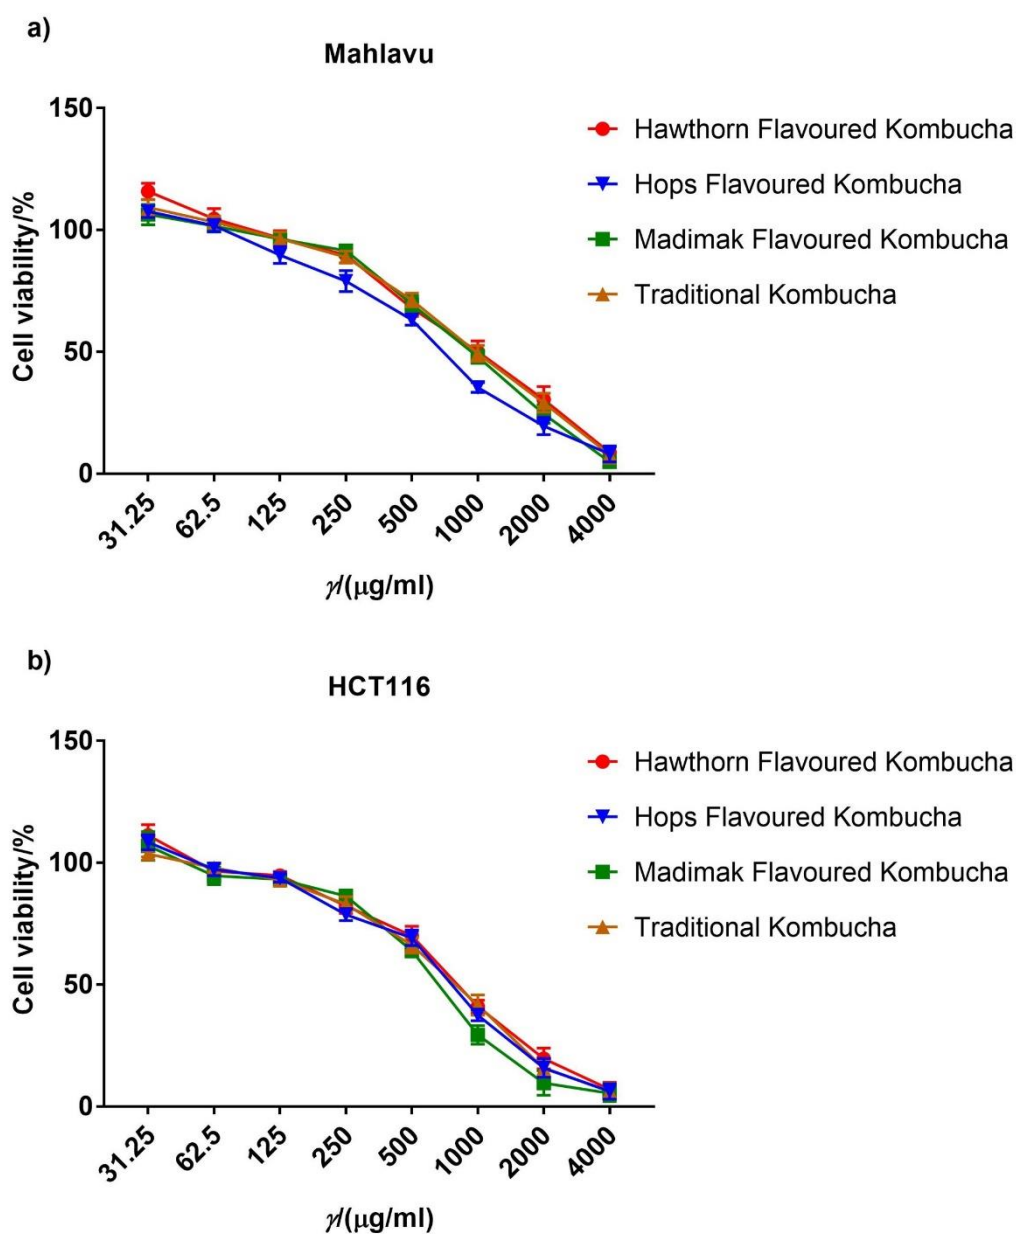 a)
Mahlavu
150
100
50
0
Cell viability/%
31.25
62.5
125
250
500
1000
2000
4000
γ/(μg/ml)
Hawthorn Flavoured Kombucha
Hops Flavoured Kombucha
Madimak Flavoured Kombucha
Traditional Kombucha
b)
HCT116
150
100
50
0
Cell viability/%
31.25
62.5
125
250
500
1000
2000
4000
γ/(μg/ml)
Hawthorn Flavoured Kombucha
Hops Flavoured Kombucha
Madimak Flavoured Kombucha
Traditional Kombucha